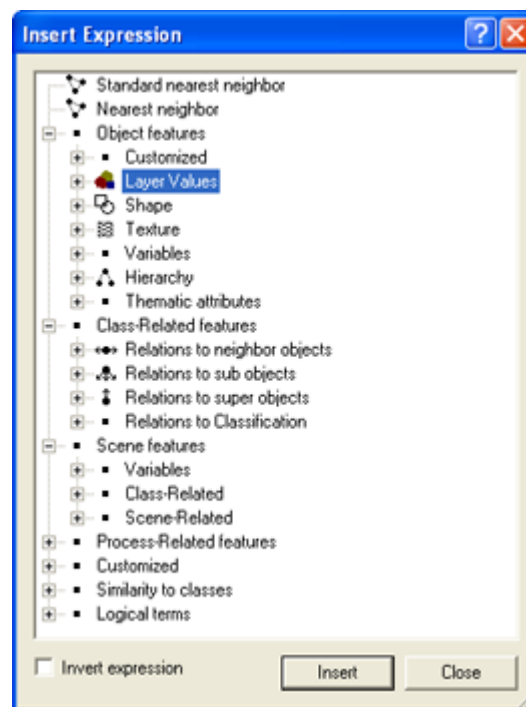 Insert Expression
Standard nearest neighbor
Nearest neighbor
Object features
Customized
Layer Values
Shape
Texture
Variables
Hierarchy
Thematic attributes
Class-Related features
Relations to neighbor objects
Relations to sub objects
Relations to super objects
Relations to Classification
Scene features
Variables
Class-Related
Scene-Related
Process-Related features
Customized
Similarity to classes
Logical terms
Invert expression Insert Close